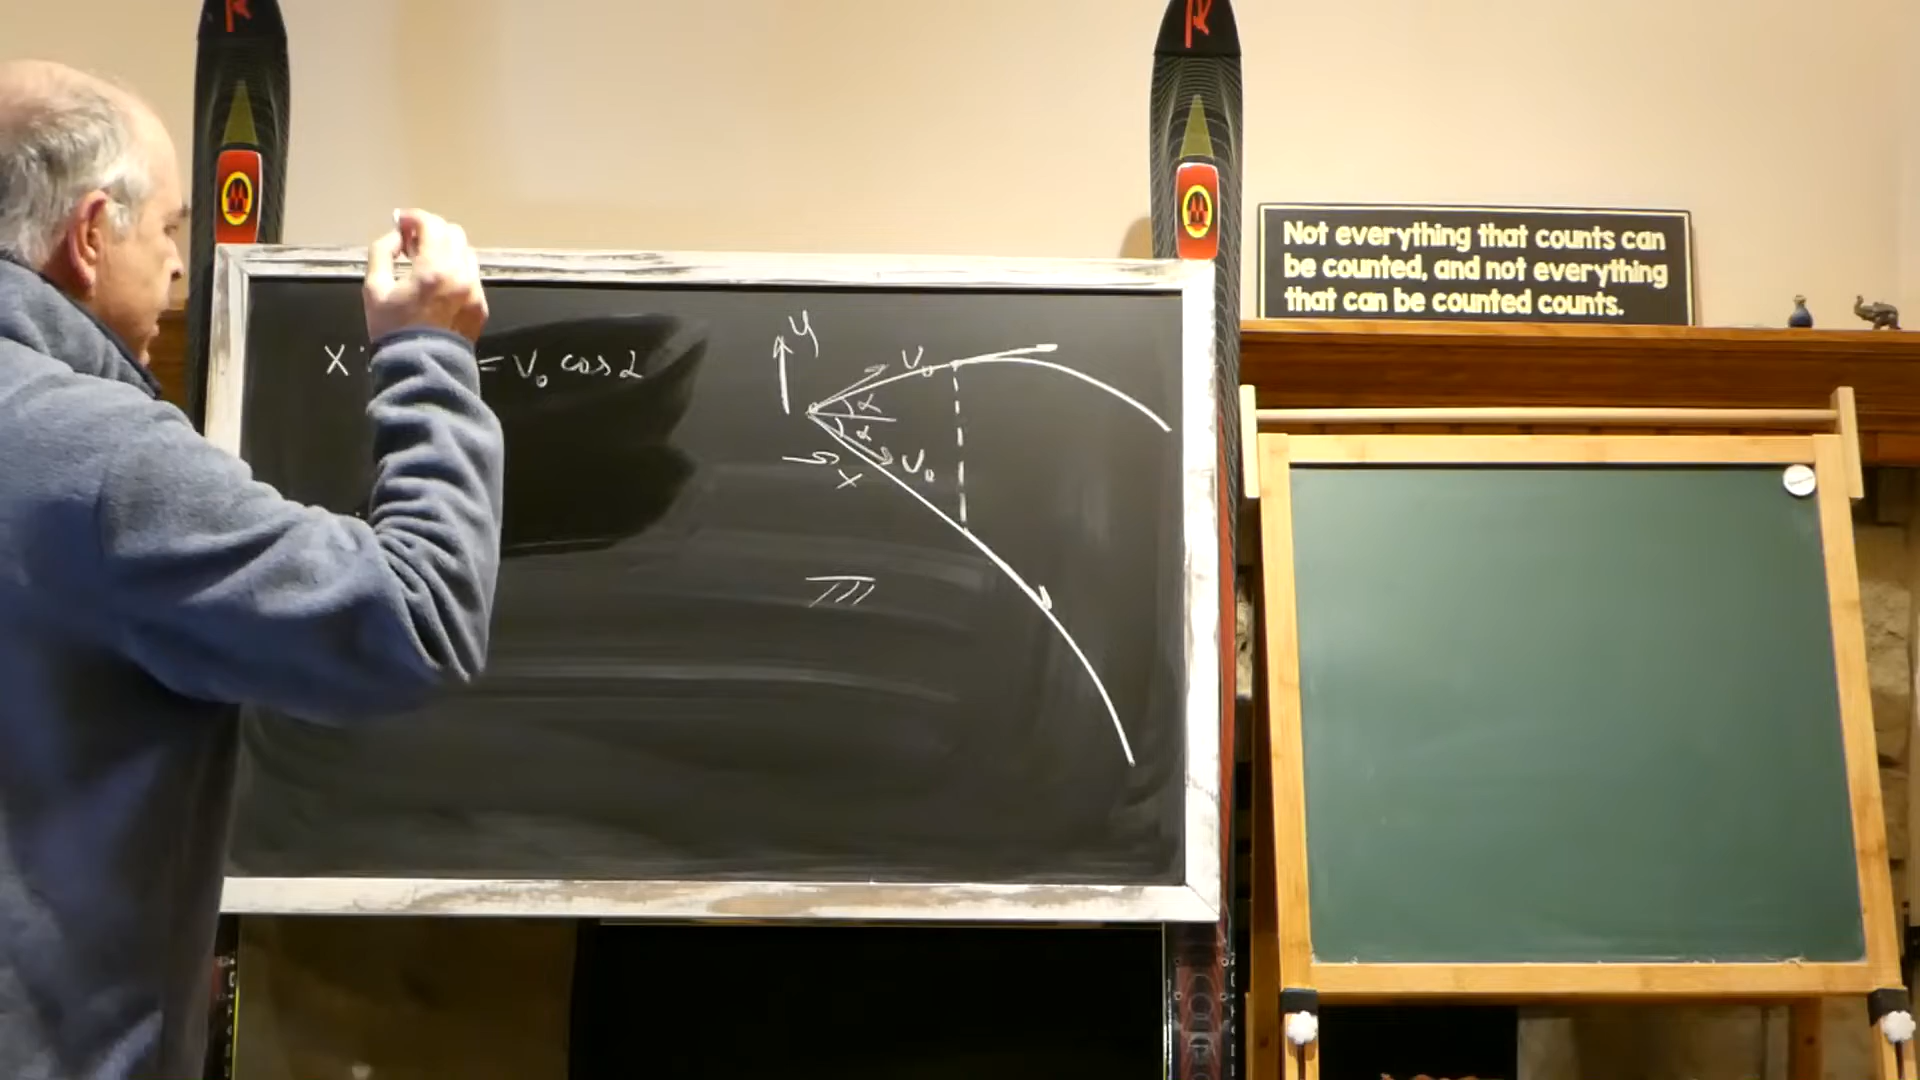 Not everything that counts can
be counted, and not everything
that can be counted counts.
x: = V₀ cos α
y
V₀
α
α
V₀
x